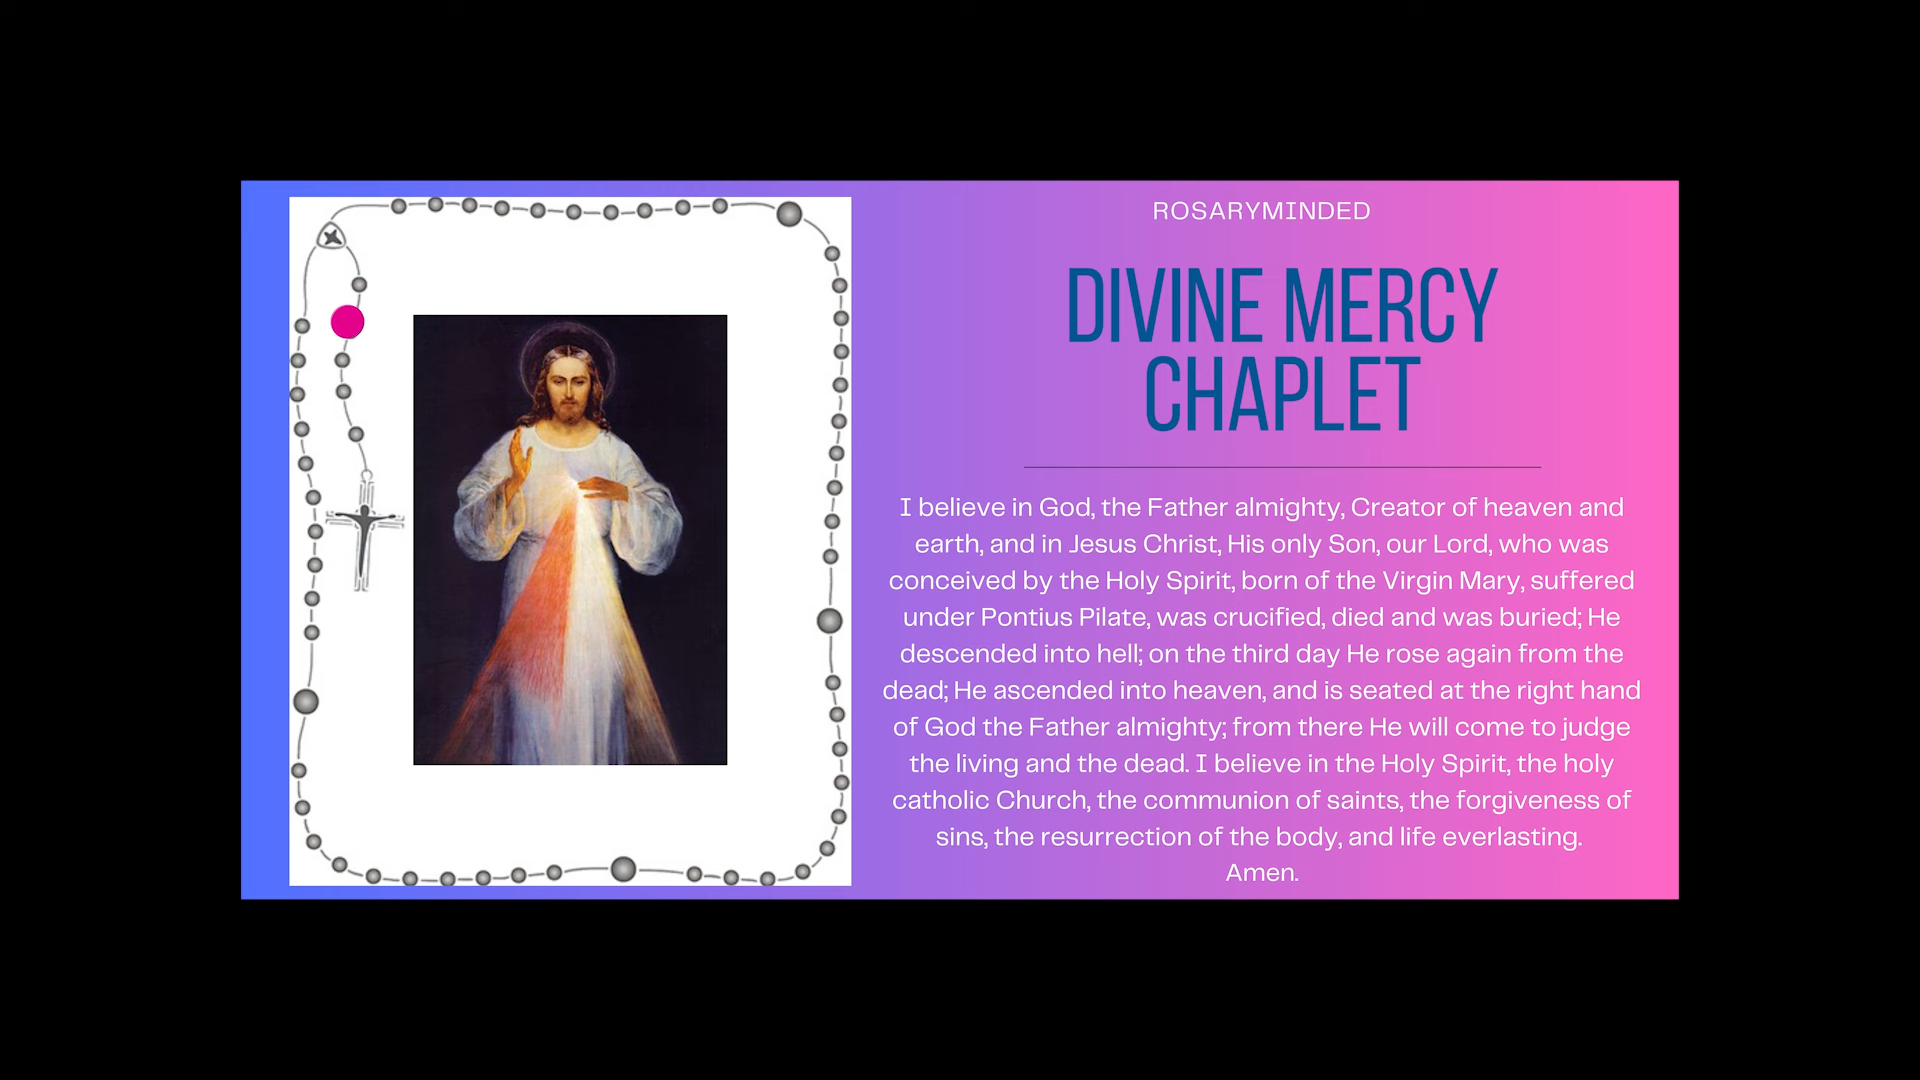 ROSARYMINDED
DIVINE MERCY
CHAPLET
I believe in God, the Father almighty, Creator of heaven and
earth, and in Jesus Christ, His only Son, our Lord, who was
conceived by the Holy Spirit, born of the Virgin Mary, suffered
under Pontius Pilate, was crucified, died and was buried; He
descended into hell; on the third day He rose again from the
dead; He ascended into heaven, and is seated at the right hand
of God the Father almighty; from there He will come to judge
the living and the dead. I believe in the Holy Spirit, the holy
catholic Church, the communion of saints, the forgiveness of
sins, the resurrection of the body, and life everlasting.
Amen.